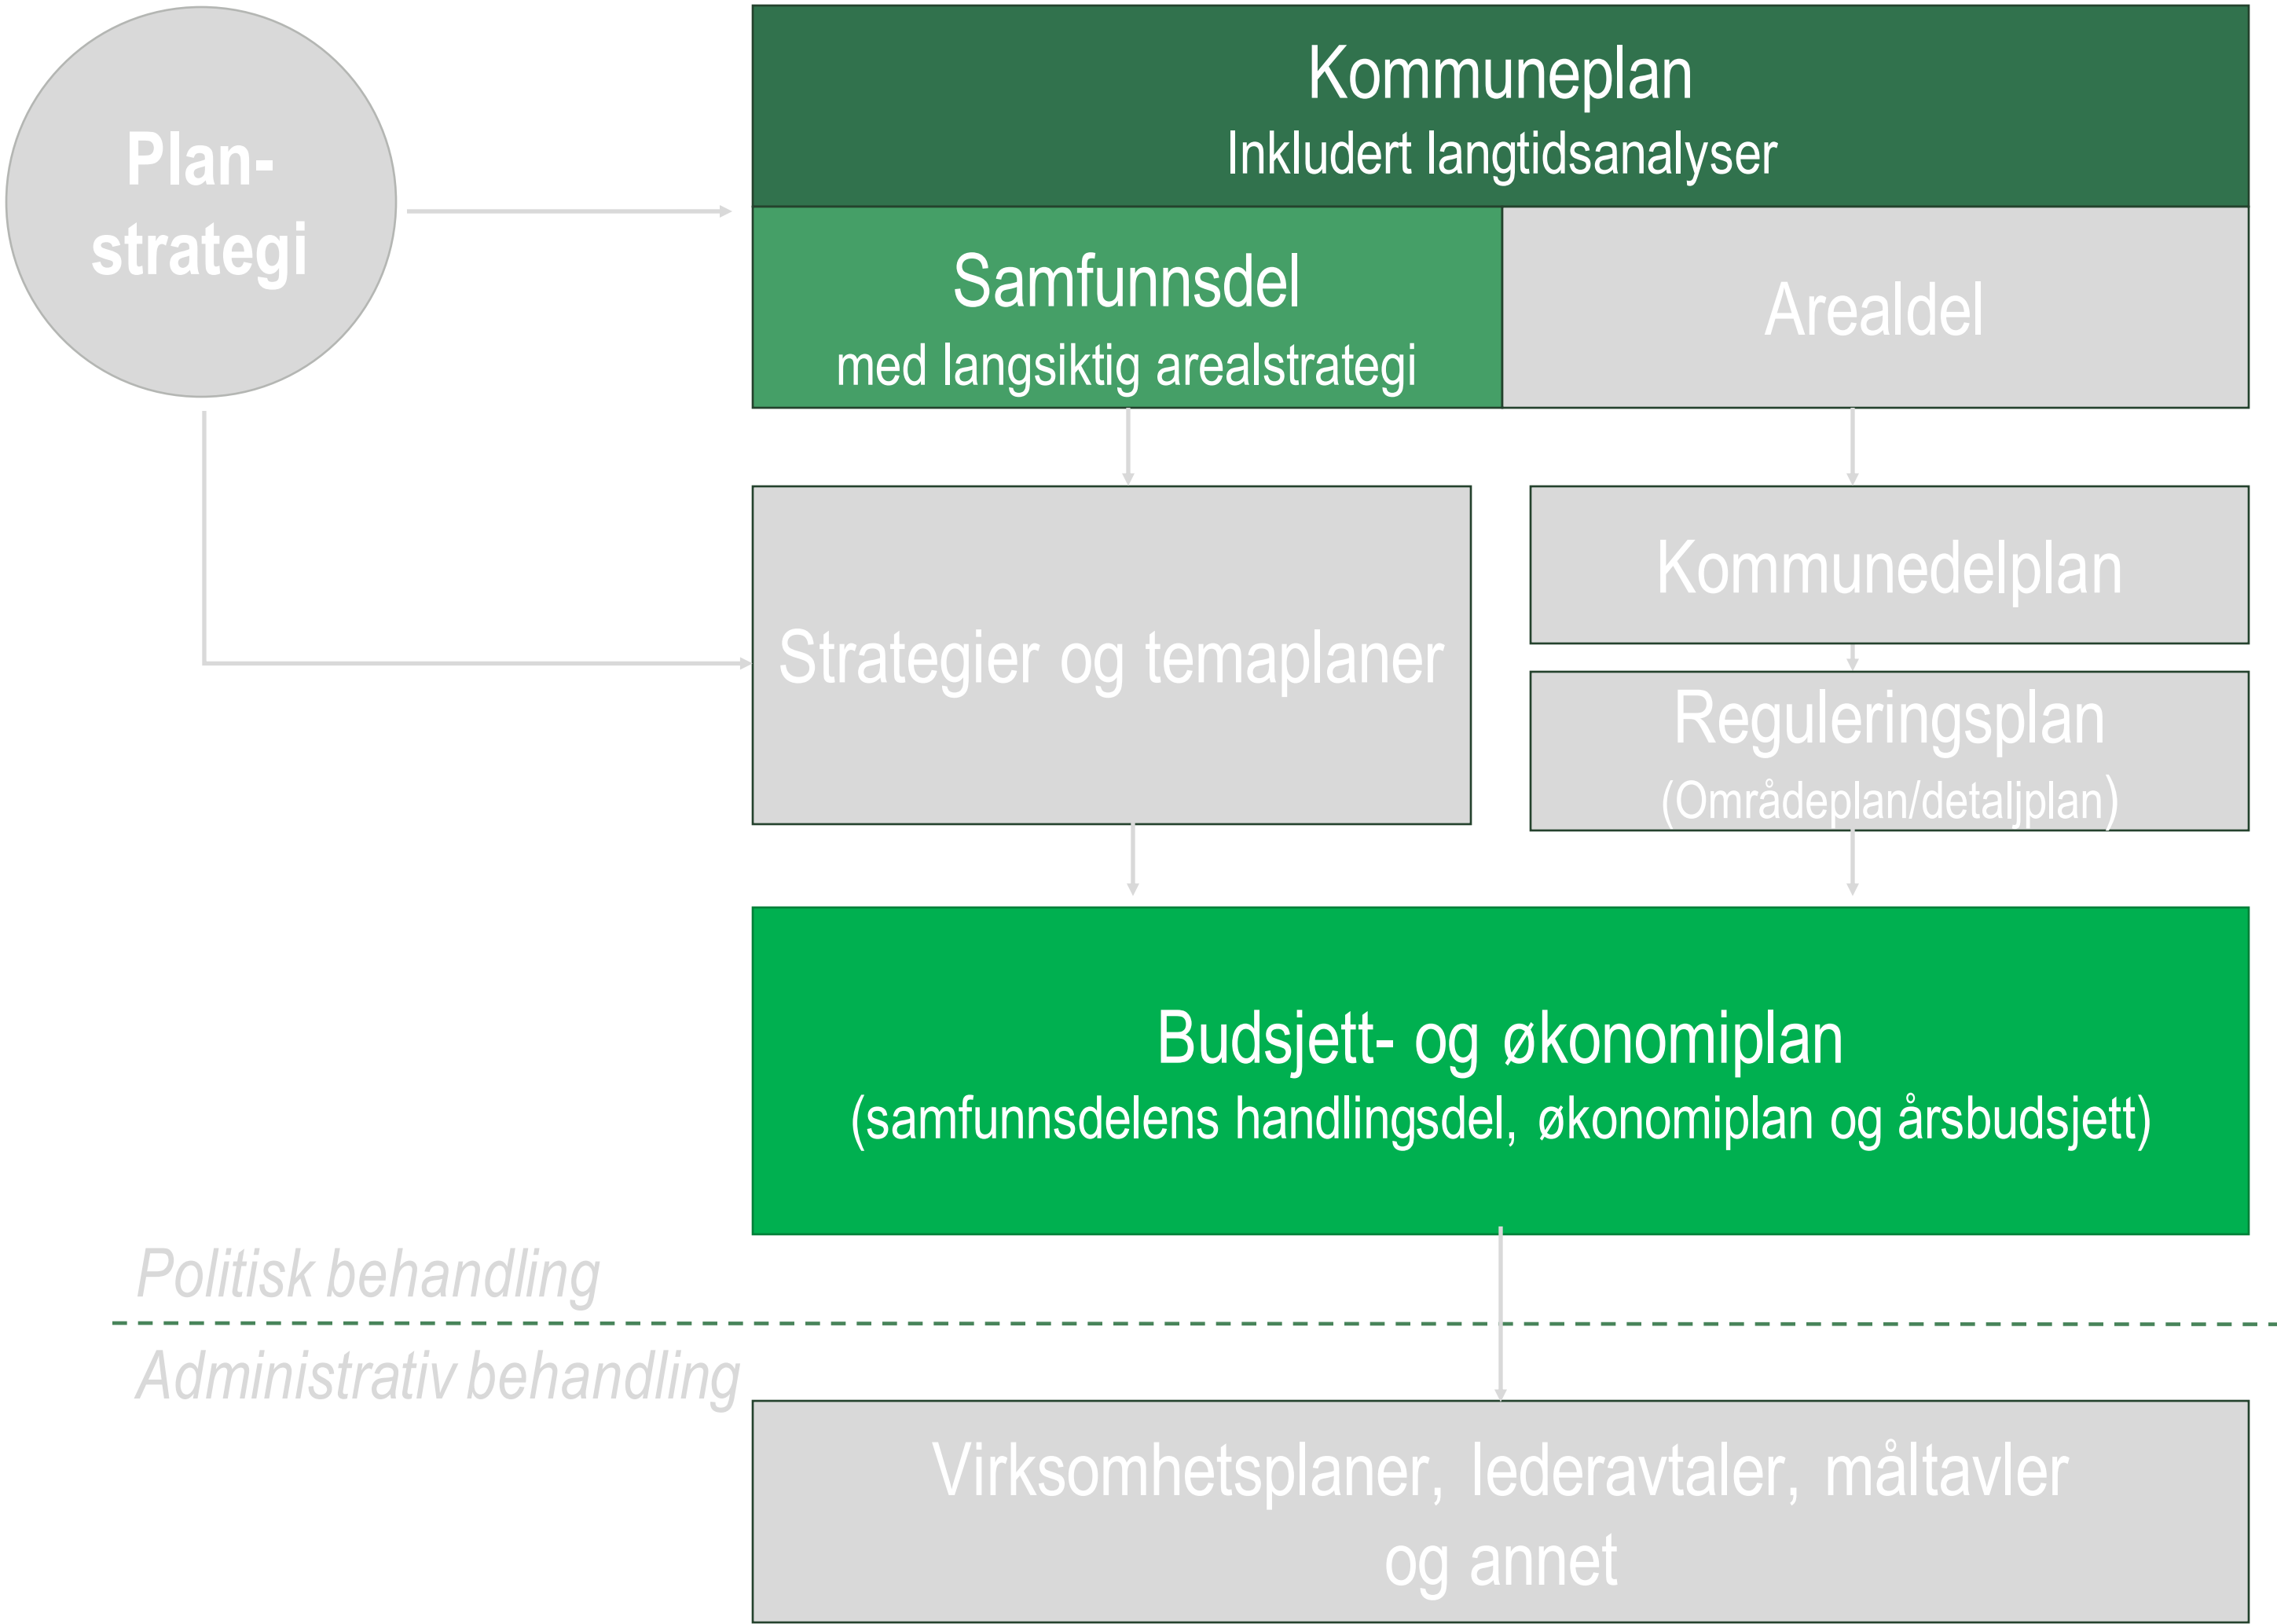 Plan-
strategi
Kommuneplan
Inkludert langtidsanalyser
Samfunnsdel
med langsiktig arealstrategi
Arealdel
Strategier og temaplaner
Kommunedelplan
Reguleringsplan
(Områdeplan/detaljplan)
Budsjett- og økonomiplan
(samfunnsdelens handlingsdel, økonomiplan og årsbudsjett)
Politisk behandling
Administrativ behandling
Virksomhetsplaner, lederavtaler, måltavler
og annet